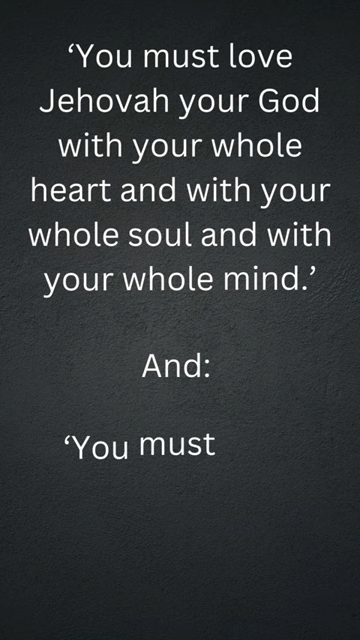 ‘You must love
Jehovah your God
with your whole
heart and with your
whole soul and with
your whole mind.’
And:
‘You must